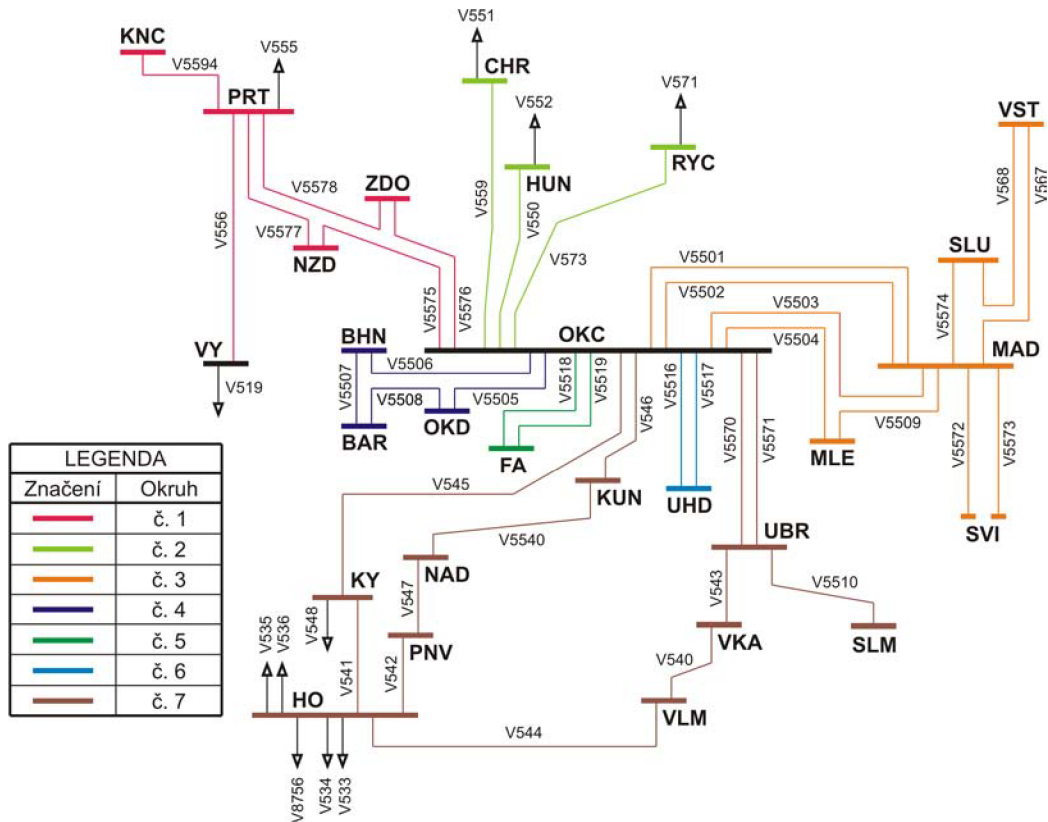 V551
KNC
V555
V5594
CHR
PRT
V552
V571
VST
HUN
RYC
V5578
ZDO
V559
V550
V568
V567
V556
V5577
NZD
V573
SLU
V5501
V5502
V5574
V5575
V5576
V5503
BHN
OKC
V5504
MAD
VY
V5506
V5518
V5519
V5516
V5517
V519
V5507
V5508
V5505
V546
V5570
V5571
V5509
OKD
BAR
FA
MLE
V5572
V5573
LEGENDA
Značení
Okruh
č. 1
č. 2
č. 3
č. 4
č. 5
č. 6
č. 7
V545
KUN
UHD
UBR
SVI
V5540
NAD
KY
V547
V543
V5510
V548
V535
V536
PNV
VKA
SLM
V541
V542
V540
HO
VLM
V544
V8756
V534
V533